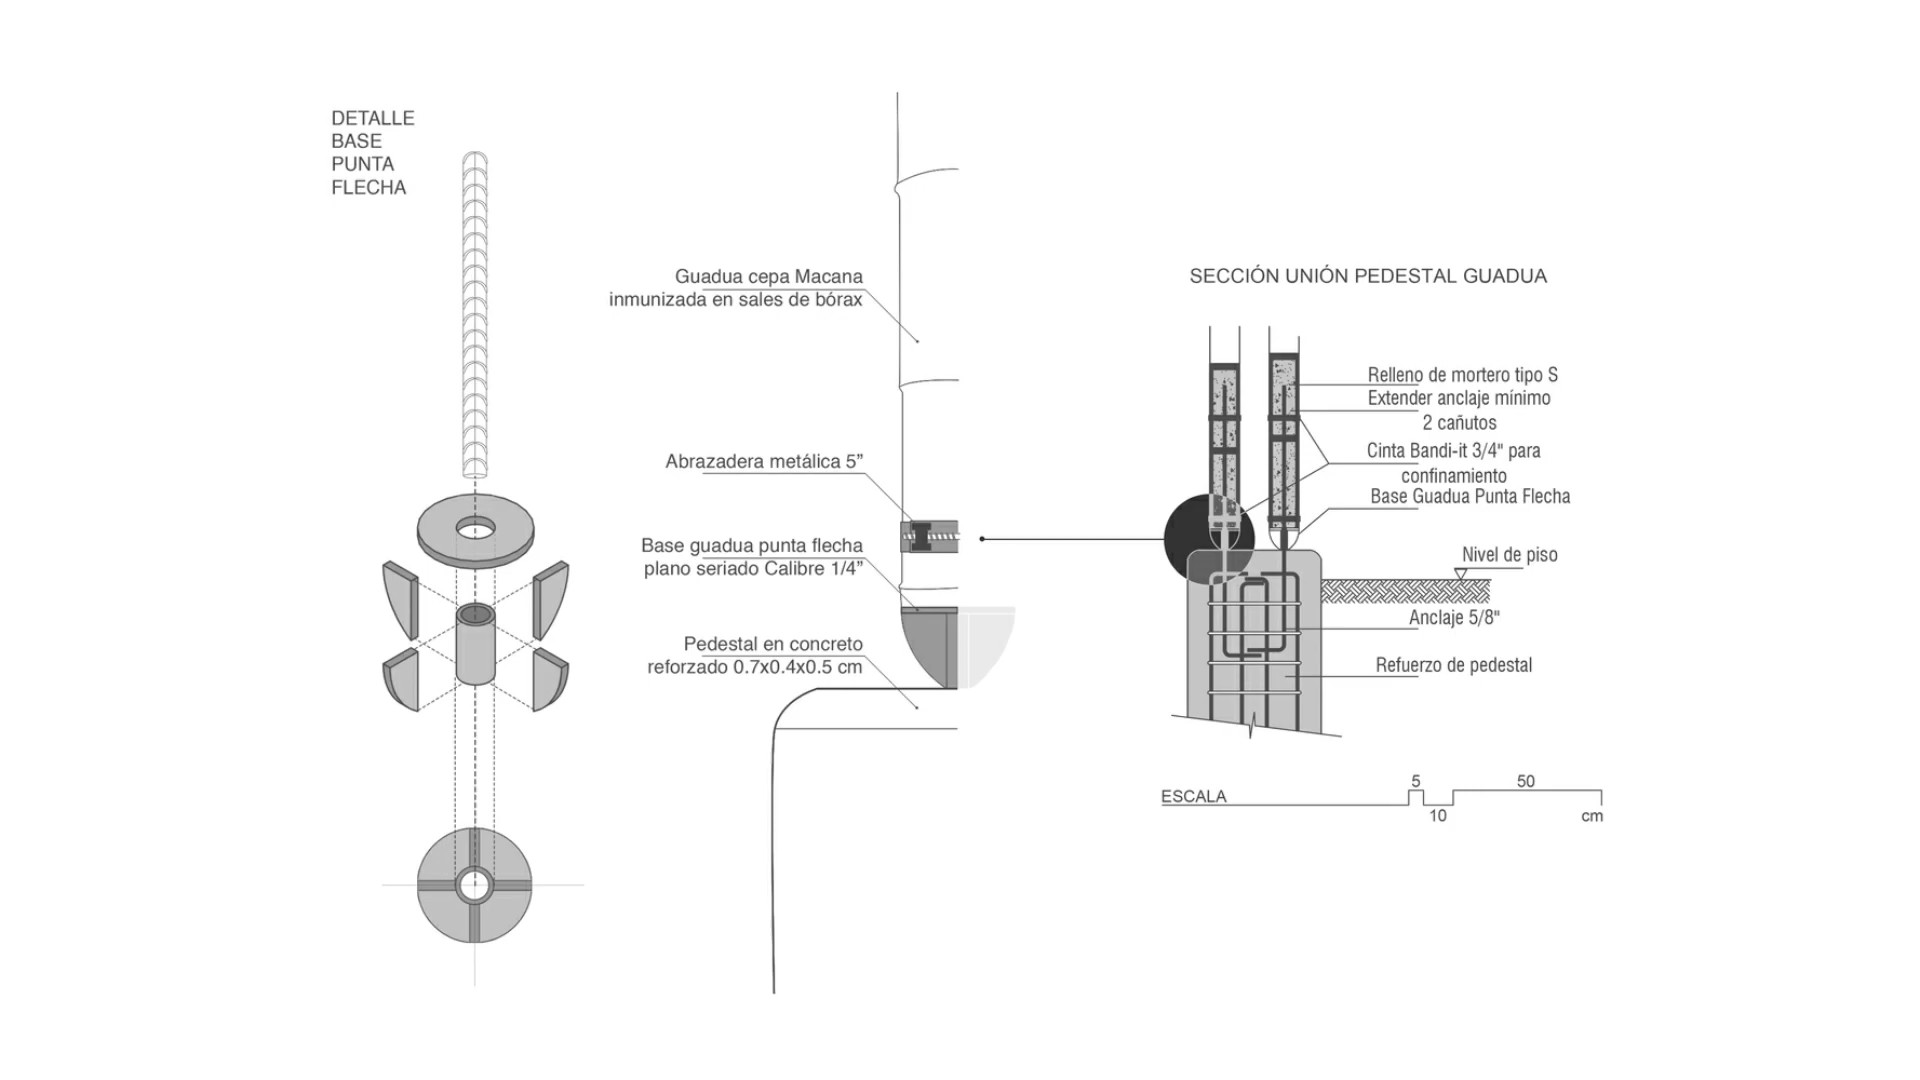 DETALLE
BASE
PUNTA
FLECHA
Guadua cepa Macana
inmunizada en sales de bórax
Abrazadera metálica 5”
Base guadua punta flecha
plano seriado Calibre 1/4”
Pedestal en concreto
reforzado 0.7x0.4x0.5 cm
SECCIÓN UNIÓN PEDESTAL GUADUA
Relleno de mortero tipo S
Extender anclaje mínimo
2 cañutos
Cinta Bandi-it 3/4" para
confinamiento
Base Guadua Punta Flecha
Nivel de piso
Anclaje 5/8"
Refuerzo de pedestal
ESCALA
5
50
10
cm